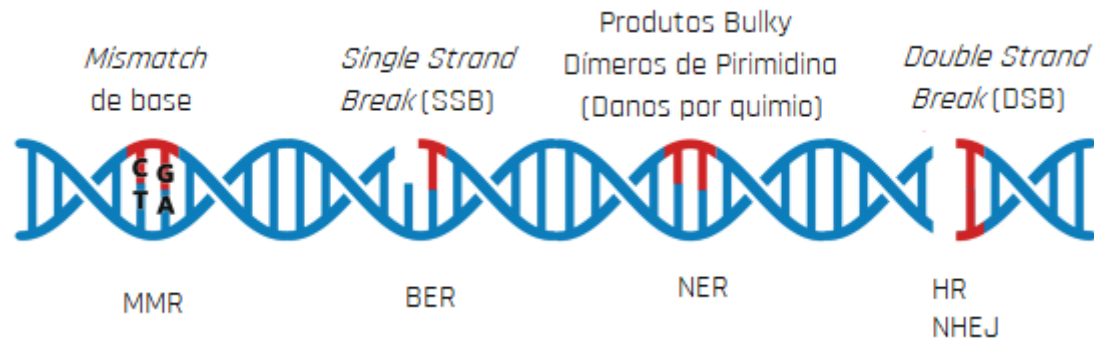 Mismatch
de base
Single Strand
Break (SSB)
Produtos Bulky
Dímeros de Pirimidina
(Danos por quimio)
Double Strand
Break (DSB)
C G
T A
MMR
BER
NER
HR
NHEJ